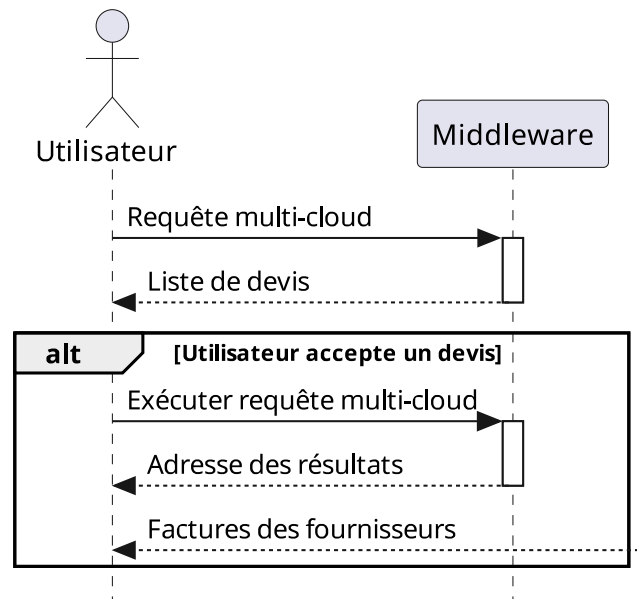 Utilisateur
Middleware
Requête multi-cloud
Liste de devis
alt
[Utilisateur accepte un devis]
Exécuter requête multi-cloud
Adresse des résultats
Factures des fournisseurs